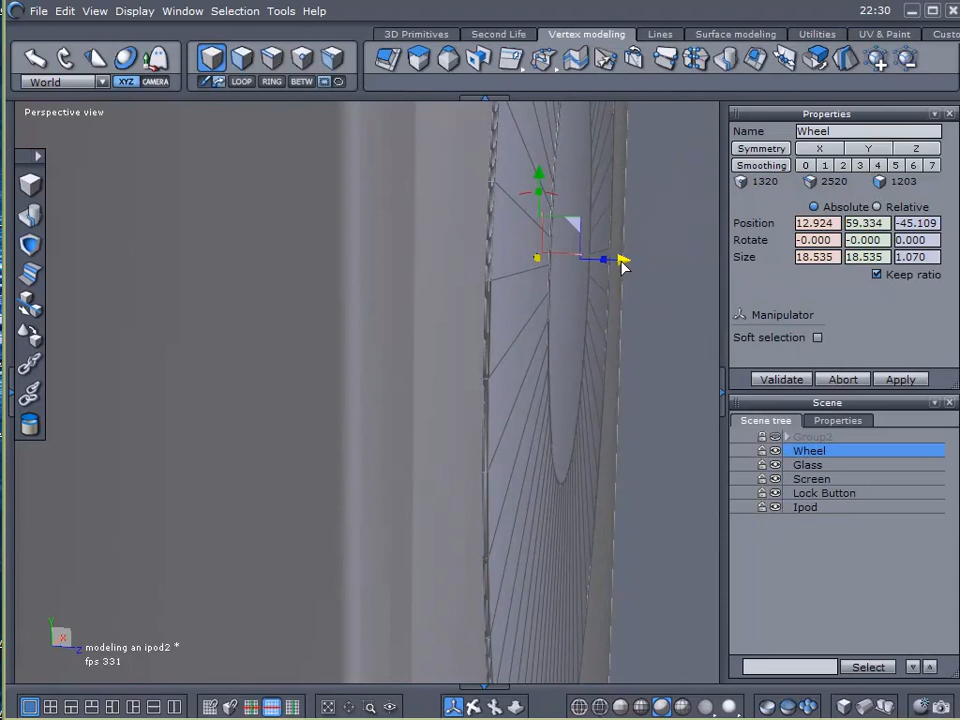 File Edit View Display Window Selection Tools Help 22:30
3D Primitives Second Life Vertex modeling Lines Surface modeling Utilities UV & Paint Custo
World XYZ CAMERA LOOP RING BETW
Perspective view
Properties
Name Wheel
Symmetry X Y Z
Smoothing 0 1 2 3 4 5 6 7
1320 2520 1203
Absolute Relative
Position 12.924 59.334 -45.109
Rotate -0.000 -0.000 0.000
Size 18.535 18.535 1.070
Keep ratio
Manipulator
Soft selection
Validate Abort Apply
Scene
Scene tree Properties
Group2
Wheel
Glass
Screen
Lock Button
Ipod
Y
X
Z
modeling an ipod2 *
fps 331
Select